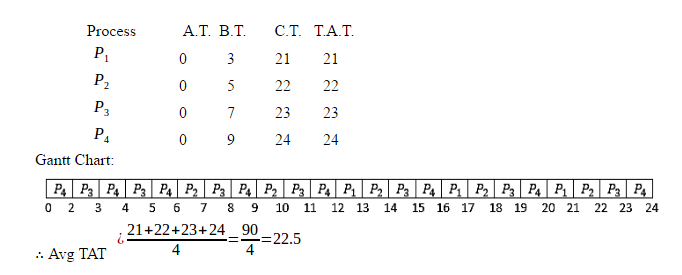 Process A.T. B.T. C.T. T.A.T.
P₁ 0 3 21 21
P₂ 0 5 22 22
P₃ 0 7 23 23
P₄ 0 9 24 24
Gantt Chart:
P₄ P₃ P₄ P₃ P₄ P₂ P₃ P₄ P₂ P₃ P₄ P₁ P₂ P₃ P₄ P₁ P₂ P₃ P₄ P₁ P₂ P₃ P₄
0 2 3 4 5 6 7 8 9 10 11 12 13 14 15 16 17 18 19 20 21 22 23 24
∴ Avg TAT ¿ (21+22+23+24)/4 = 90/4 = 22.5